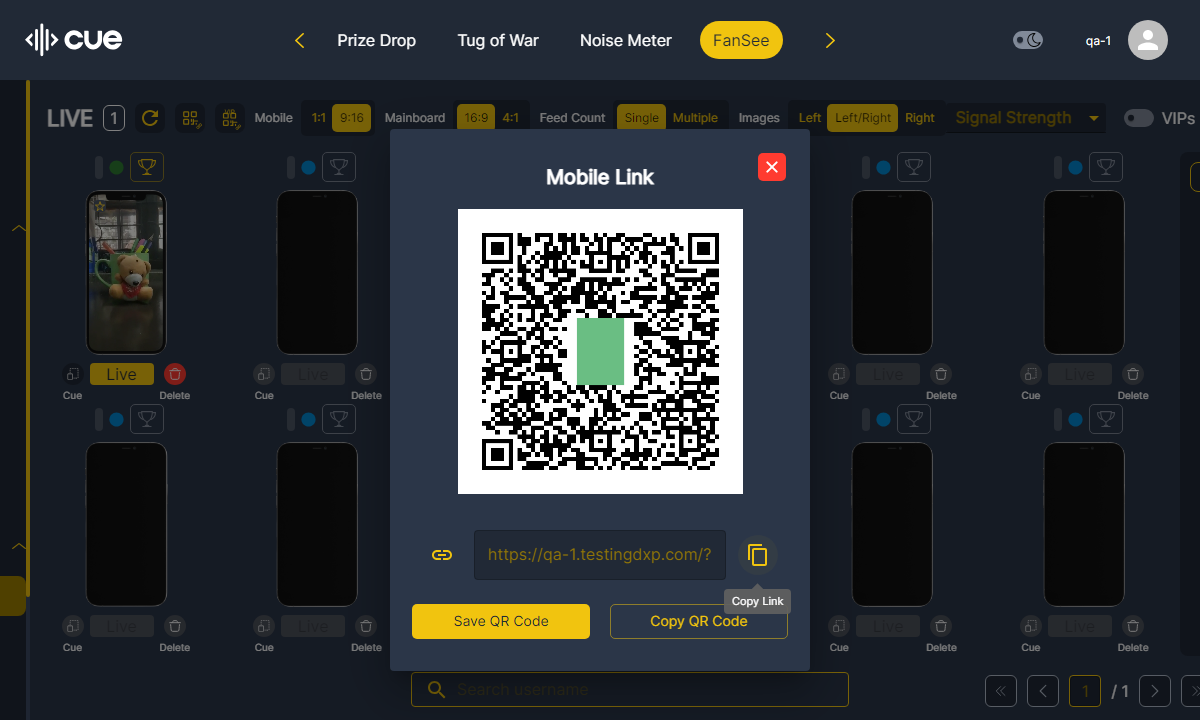 cue
Prize Drop
Tug of War
Noise Meter
FanSee
qa-1
LIVE 1
Mobile 1:1 9:16
Mainboard 16:9 4:1
Feed Count Single Multiple
Images Left Left/Right Right
Signal Strength
VIPs
Mobile Link
Live
Live
Live
Live
Cue Delete
Cue Delete
Cue Delete
Cue Delete
https://qa-1.testingdxp.com/?
Copy Link
Save QR Code
Copy QR Code
Live
Live
Live
Live
Cue Delete
Cue Delete
Cue Delete
Cue Delete
Search username
1 / 1